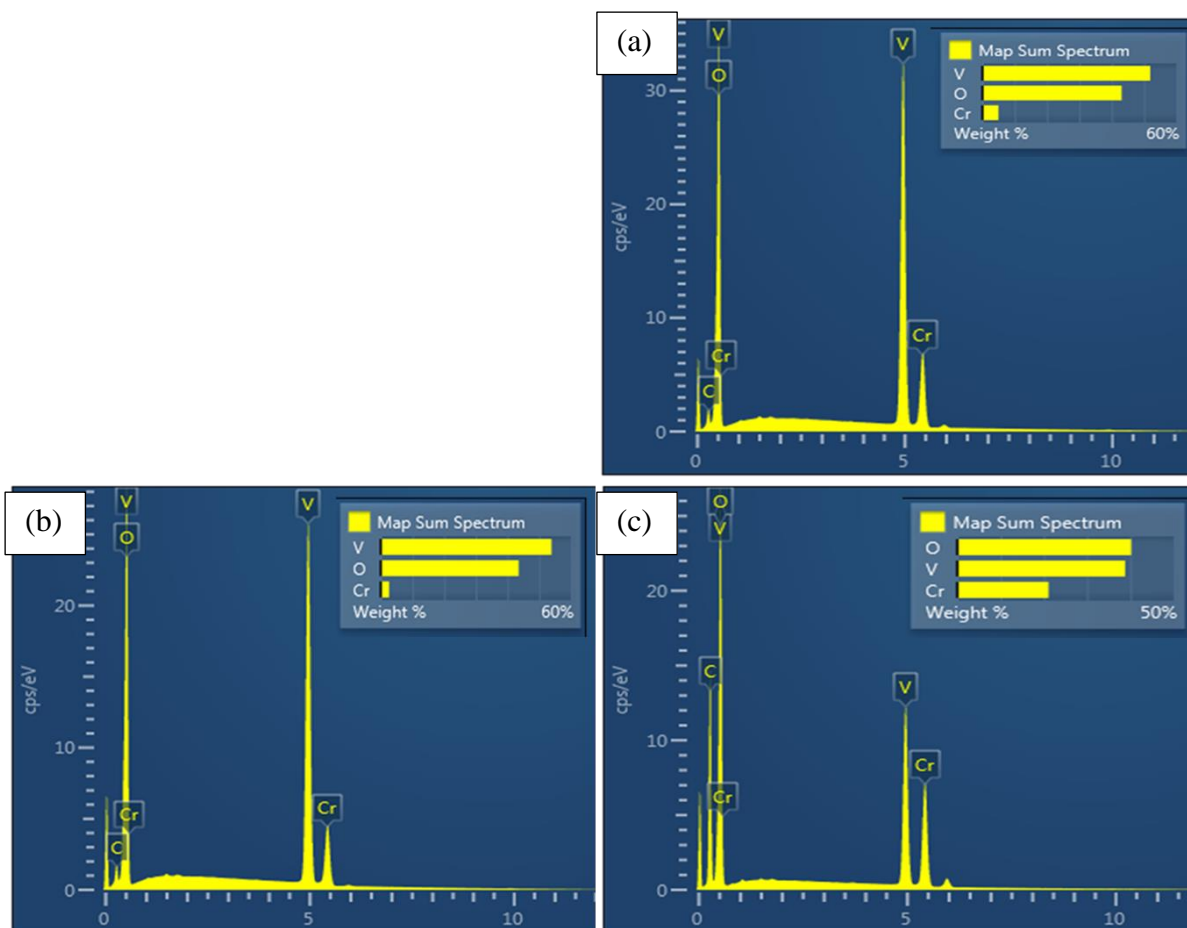 (a)
V
V
Map Sum Spectrum
V
O
O
Cr
Weight % 60%
30
20
10
0
cps/eV
Cr
Cr
C
0 5 10
(b)
V
V
Map Sum Spectrum
V
O
O
Cr
Weight % 60%
20
10
0
cps/eV
Cr
Cr
C
0 5 10
(c)
O
V
Map Sum Spectrum
O
V
Cr
Weight % 50%
20
10
0
cps/eV
C
V
Cr
Cr
0 5 10